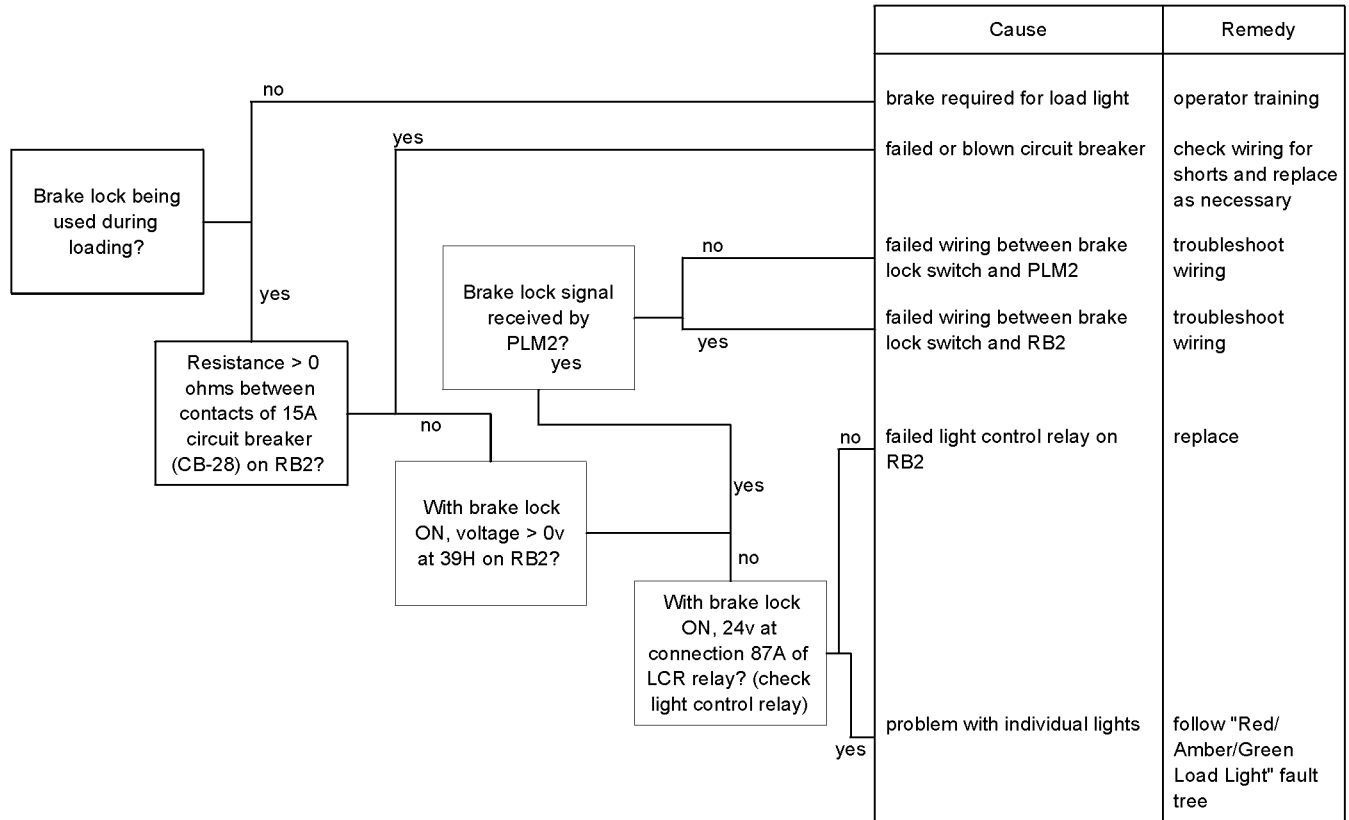 Cause
Remedy
no
brake required for load light
operator training
yes
failed or blown circuit breaker
check wiring for
shorts and replace
as necessary
Brake lock being
used during
loading?
no
failed wiring between brake
lock switch and PLM2
troubleshoot
wiring
Brake lock signal
received by
PLM2?
yes
yes
failed wiring between brake
lock switch and RB2
troubleshoot
wiring
yes
Resistance > 0
ohms between
contacts of 15A
circuit breaker
(CB-28) on RB2?
no
no
failed light control relay on
RB2
replace
With brake lock
ON, voltage > 0v
at 39H on RB2?
yes
no
With brake lock
ON, 24v at
connection 87A of
LCR relay? (check
light control relay)
yes
problem with individual lights
follow "Red/
Amber/Green
Load Light" fault
tree